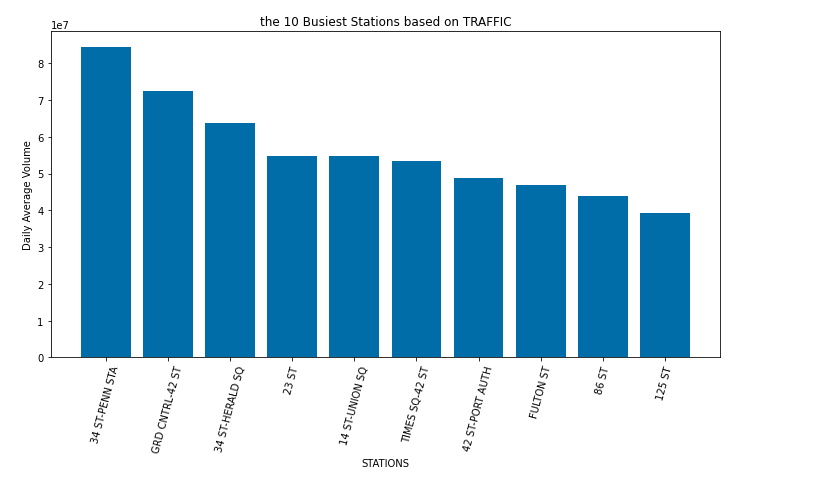 the 10 Busiest Stations based on TRAFFIC
1e7
Daily Average Volume
8
7
6
5
4
3
2
1
0
34 ST-PENN STA
GRD CNTRL-42 ST
34 ST-HERALD SQ
23 ST
14 ST-UNION SQ
TIMES SQ-42 ST
42 ST-PORT AUTH
FULTON ST
86 ST
125 ST
STATIONS